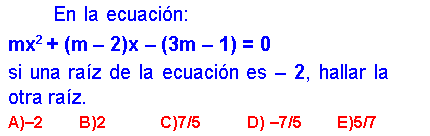 En la ecuación:
mx² + (m – 2)x – (3m – 1) = 0
si una raíz de la ecuación es – 2, hallar la
otra raíz.
A)–2 B)2 C)7/5 D) –7/5 E)5/7